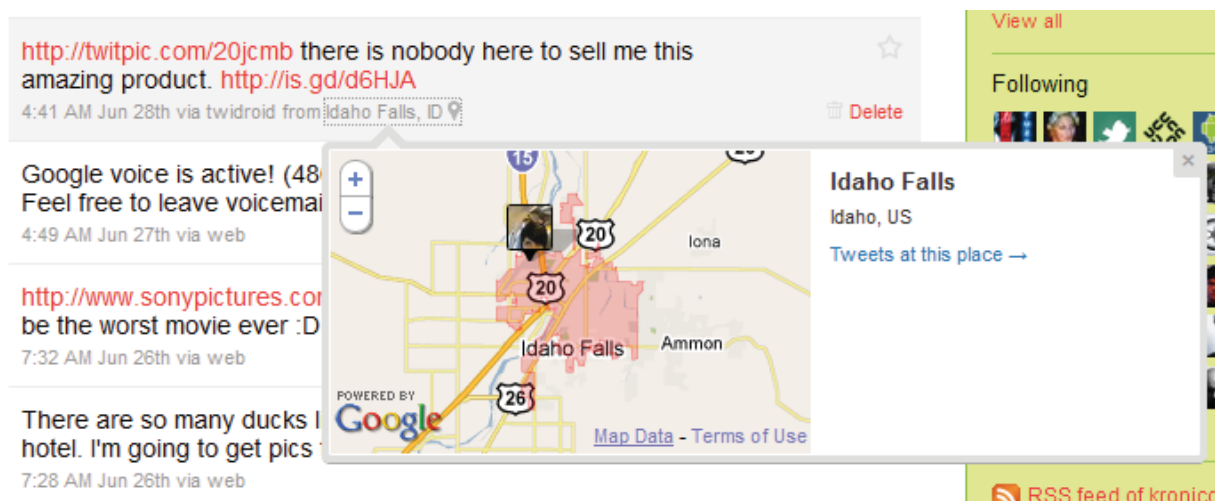 http://twitpic.com/20jcmb there is nobody here to sell me this
amazing product. http://is.gd/d6HJA
4:41 AM Jun 28th via twidroid from Idaho Falls, ID
Delete
Google voice is active! (48
Feel free to leave voicemai
4:49 AM Jun 27th via web
http://www.sonypictures.co
be the worst movie ever :D
7:32 AM Jun 26th via web
There are so many ducks
hotel. I'm going to get pics
7:28 AM Jun 26th via web
+
−
15
20
20
26
Iona
Idaho Falls
Ammon
POWERED BY
Google
Map Data - Terms of Use
Idaho Falls
Idaho, US
Tweets at this place →
×
View all
Following
RSS feed of kronic